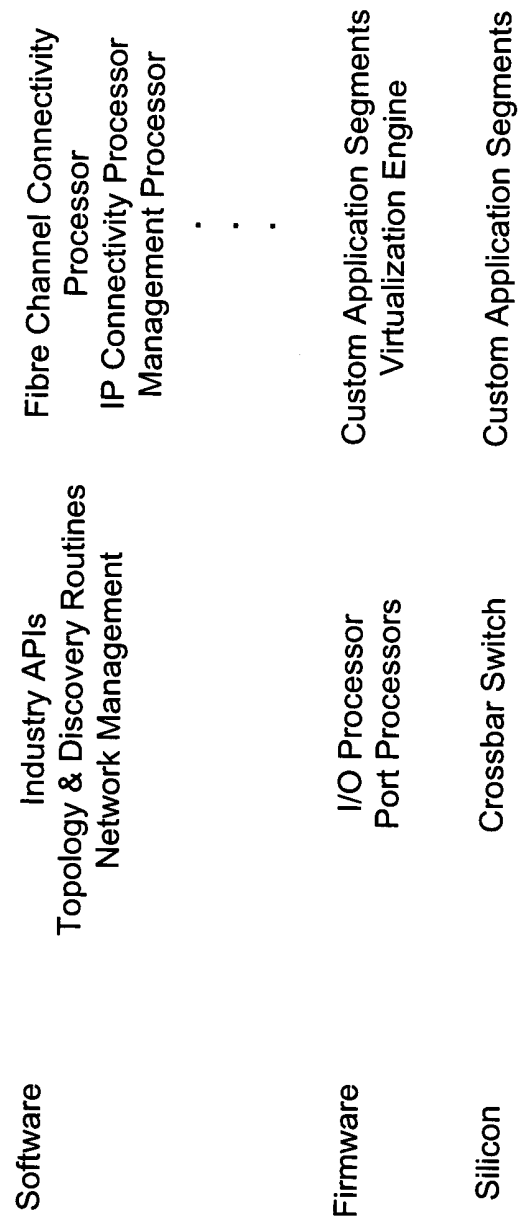 Software
Industry APIs
Topology & Discovery Routines
Network Management
Fibre Channel Connectivity
Processor
IP Connectivity Processor
Management Processor
.
.
.
Firmware
I/O Processor
Port Processors
Custom Application Segments
Virtualization Engine
Silicon
Crossbar Switch
Custom Application Segments